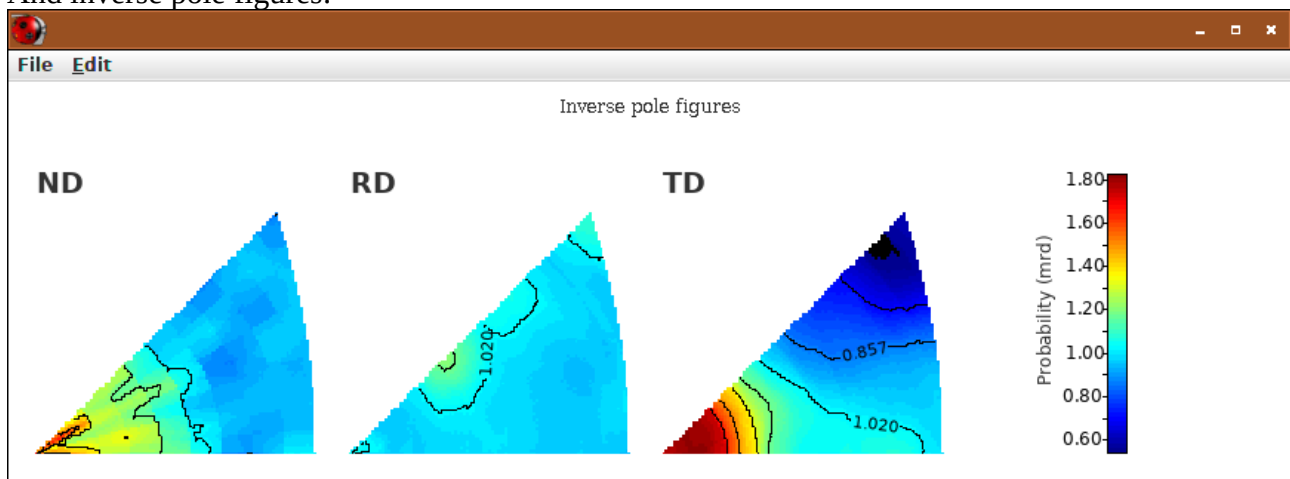 And inverse pole figures:
File Edit
Inverse pole figures
ND RD TD
1.80
1.60
1.40
1.20
1.00
0.80
0.60
Probability (mrd)
1.020
0.857
1.020